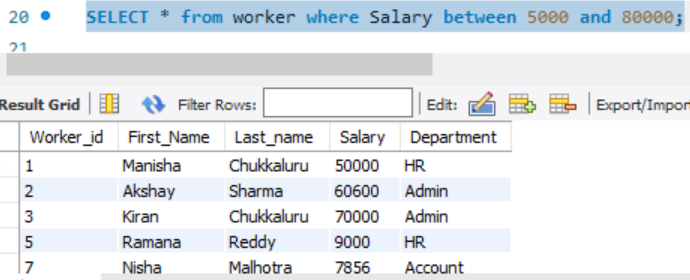 20 SELECT * from worker where Salary between 5000 and 80000;
21
Result Grid Filter Rows: Edit: Export/Import
Worker_id First_Name Last_name Salary Department
1 Manisha Chukkaluru 50000 HR
2 Akshay Sharma 60600 Admin
3 Kiran Chukkaluru 70000 Admin
5 Ramana Reddy 9000 HR
7 Nisha Malhotra 7856 Account